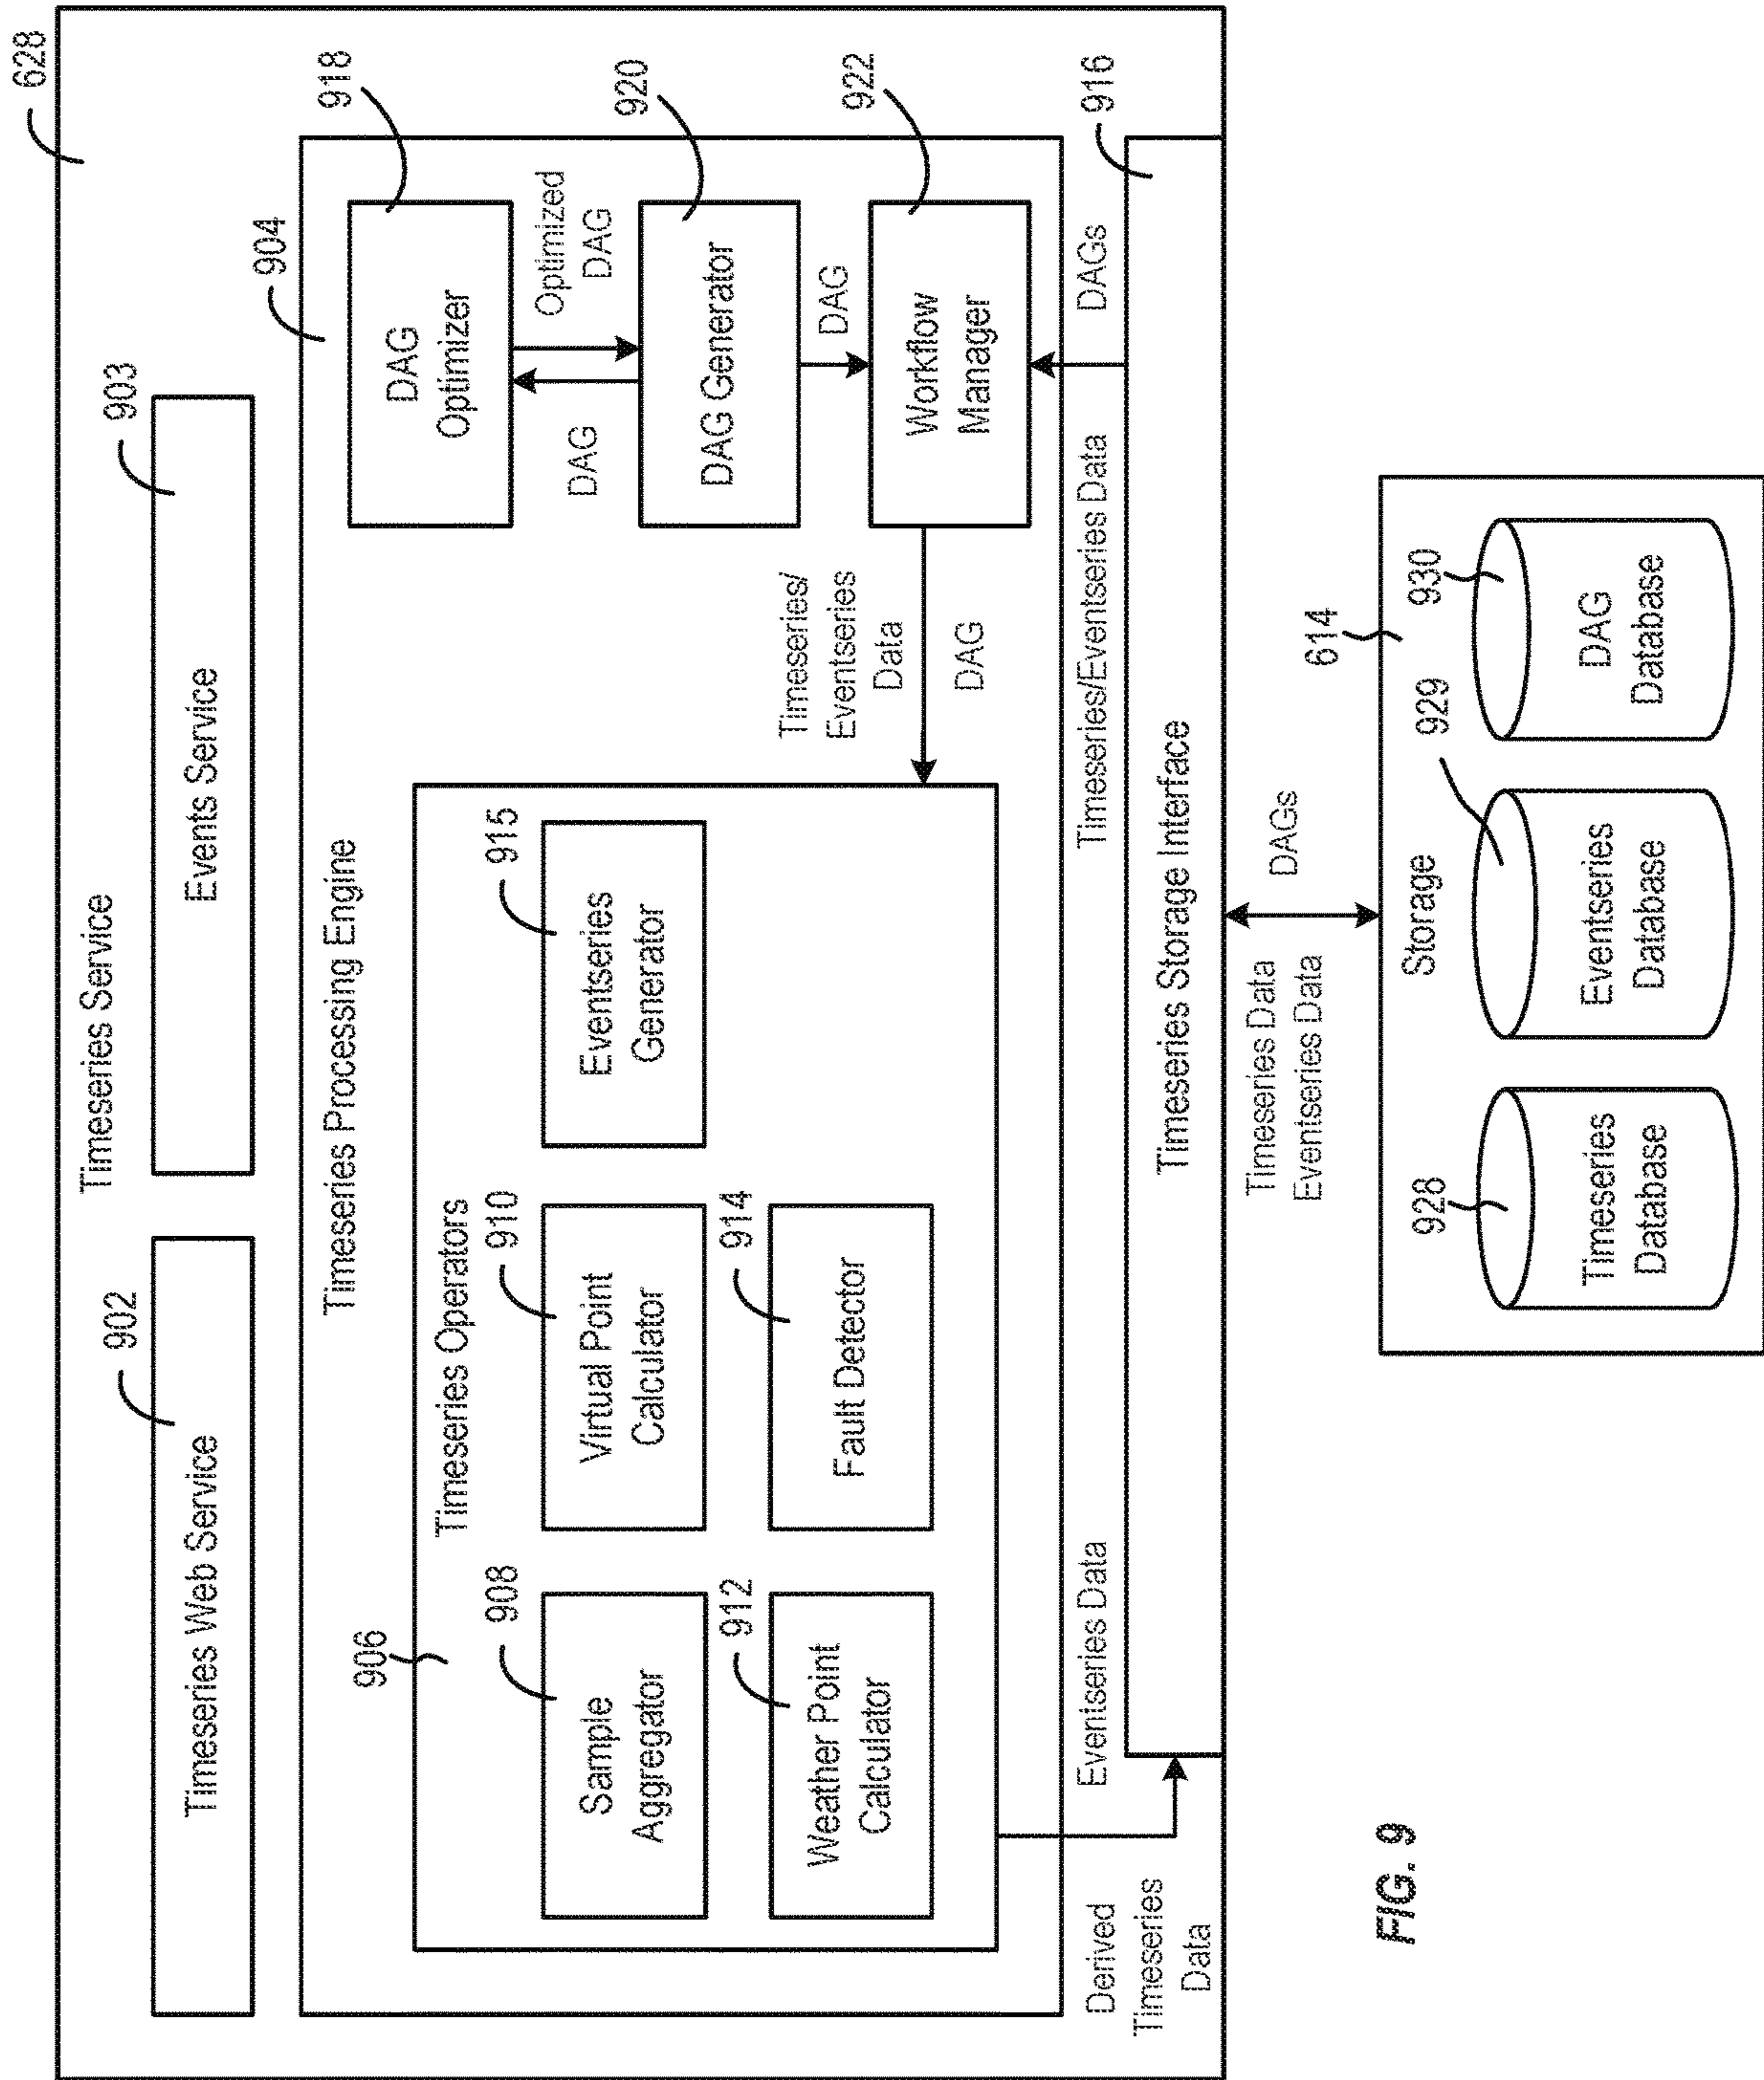 628
Timeseries Service
902
903
Timeseries Web Service
Events Service
904
Timeseries Processing Engine
906
Timeseries Operators
908
Sample
Aggregator
910
Virtual Point
Calculator
915
Eventseries
Generator
912
Weather Point
Calculator
914
Fault Detector
918
DAG
Optimizer
DAG
Optimized
DAG
920
DAG Generator
DAG
922
Workflow
Manager
Timeseries/
Eventseries
Data
DAG
Derived
Timeseries
Data
Eventseries Data
Timeseries/Eventseries Data
DAGs
916
Timeseries Storage Interface
Timeseries Data
Eventseries Data
DAGs
614
Storage
928
Timeseries
Database
929
Eventseries
Database
930
DAG
Database
FIG. 9